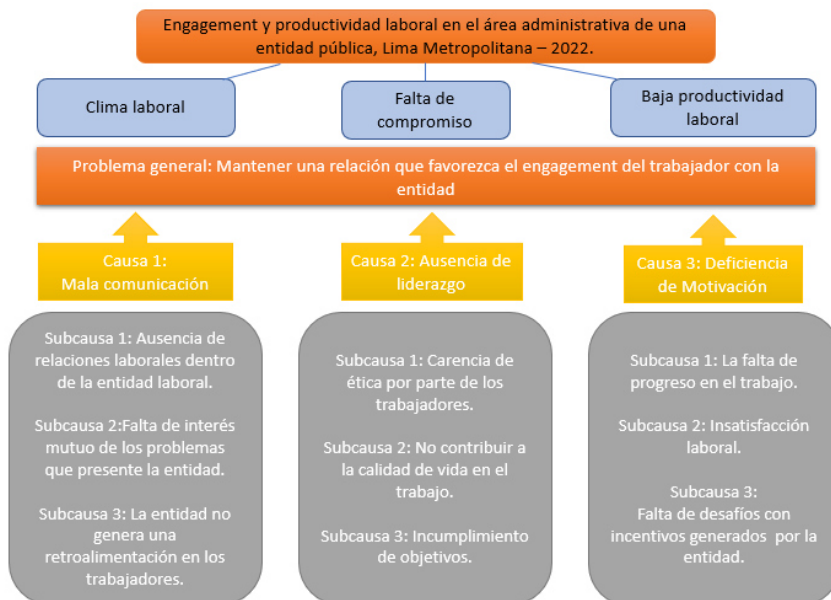 Engagement y productividad laboral en el área administrativa de una
entidad pública, Lima Metropolitana – 2022.
Clima laboral
Falta de
compromiso
Baja productividad
laboral
Problema general: Mantener una relación que favorezca el engagement del trabajador con la
entidad
Causa 1:
Mala comunicación
Causa 2: Ausencia de
liderazgo
Causa 3: Deficiencia
de Motivación
Subcausa 1: Ausencia de
relaciones laborales dentro
de la entidad laboral.
Subcausa 2:Falta de interés
mutuo de los problemas
que presente la entidad.
Subcausa 3: La entidad no
genera una
retroalimentación en los
trabajadores.
Subcausa 1: Carencia de
ética por parte de los
trabajadores.
Subcausa 2: No contribuir a
la calidad de vida en el
trabajo.
Subcausa 3: Incumplimiento
de objetivos.
Subcausa 1: La falta de
progreso en el trabajo.
Subcausa 2: Insatisfacción
laboral.
Subcausa 3:
Falta de desafíos con
incentivos generados por la
entidad.